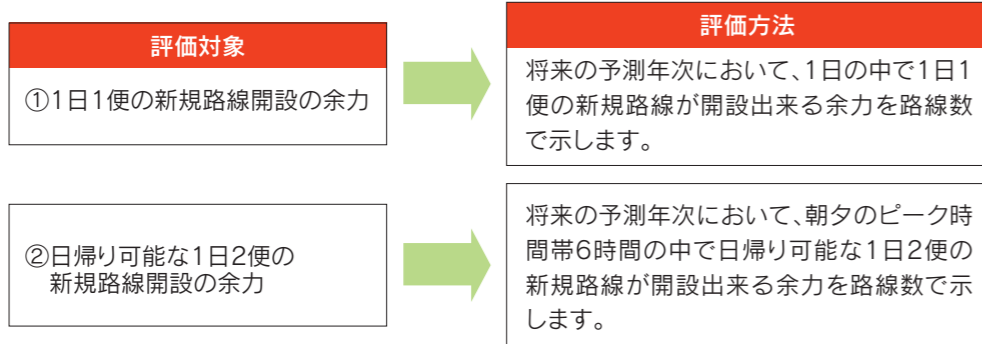 評価対象
①1日1便の新規路線開設の余力
評価方法
将来の予測年次において、1日の中で1日1
便の新規路線が開設出来る余力を路線数
で示します。
②日帰り可能な1日2便の
新規路線開設の余力
将来の予測年次において、朝夕のピーク時
間帯6時間の中で日帰り可能な1日2便の
新規路線が開設出来る余力を路線数で示
します。